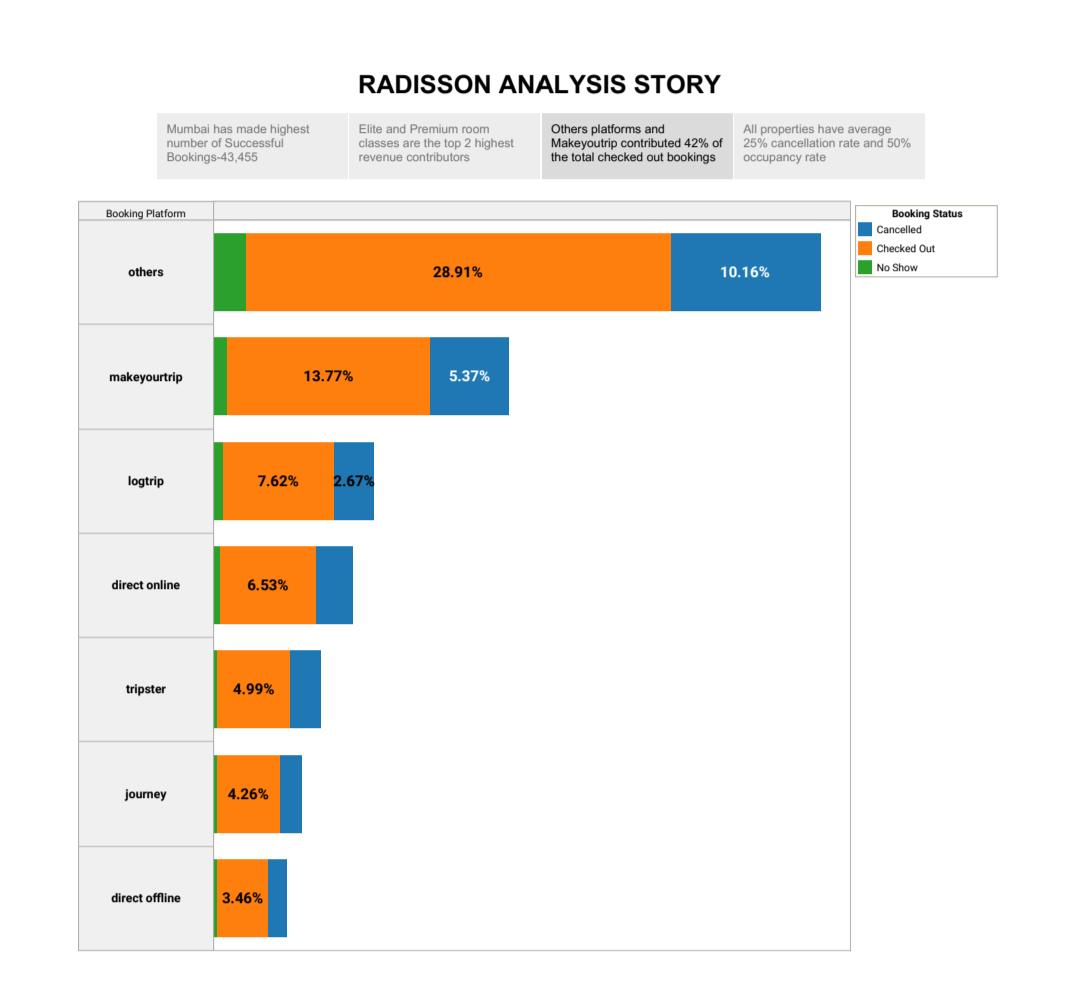 RADISSON ANALYSIS STORY
Mumbai has made highest
number of Successful
Bookings-43,455
Elite and Premium room
classes are the top 2 highest
revenue contributors
Others platforms and
Makeyoutrip contributed 42% of
the total checked out bookings
All properties have average
25% cancellation rate and 50%
occupancy rate
Booking Platform
others
28.91%
10.16%
makeyourtrip
13.77%
5.37%
logtrip
7.62%
2.67%
direct online
6.53%
tripster
4.99%
journey
4.26%
direct offline
3.46%
Booking Status
Cancelled
Checked Out
No Show